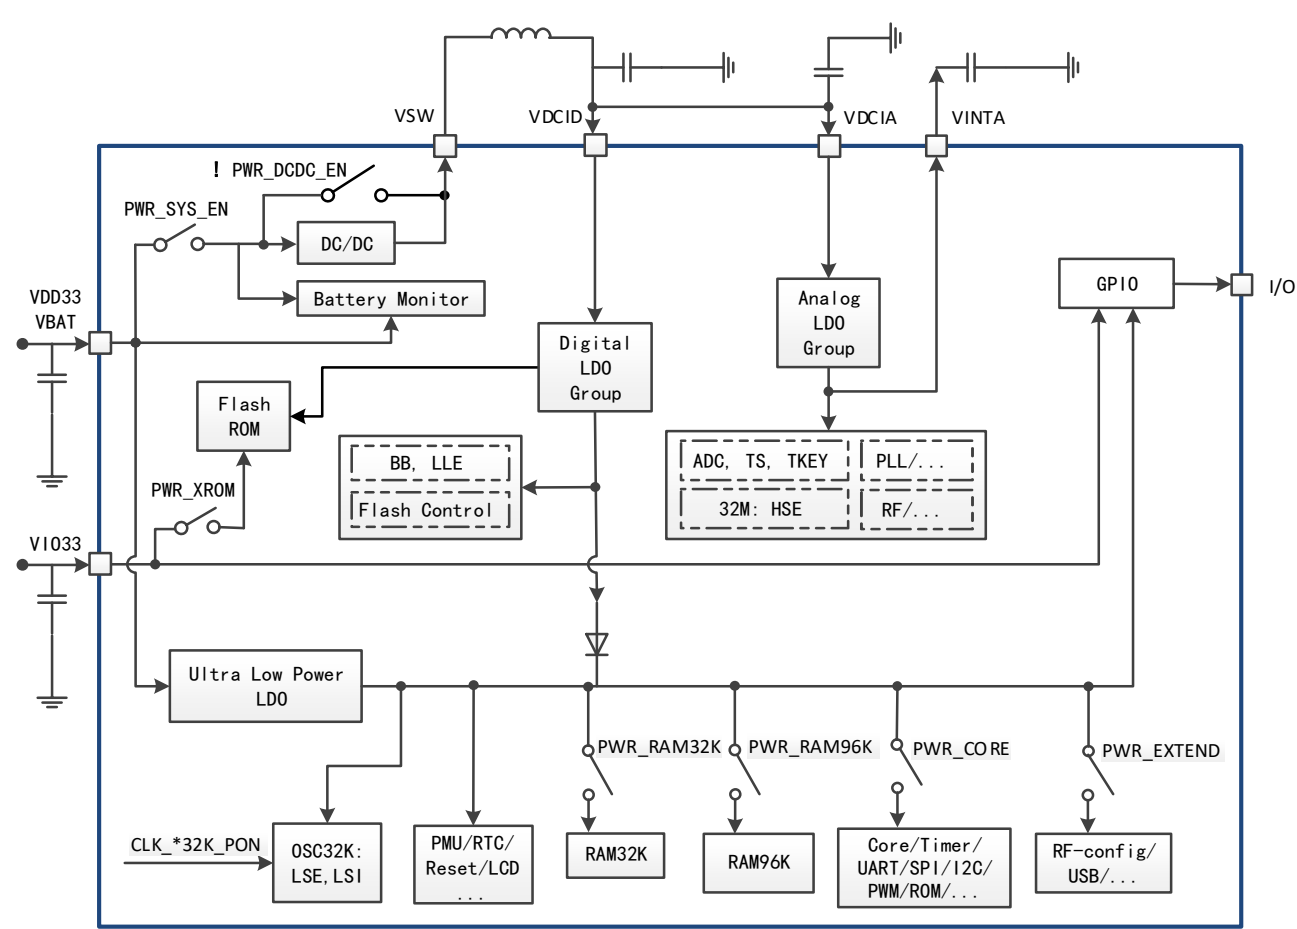 VSW
VDCID
VDCIA
VINTA
! PWR_DCDC_EN
PWR_SYS_EN
DC/DC
Battery Monitor
VDD33
VBAT
GPIO
I/O
Analog
LDO
Group
Digital
LDO
Group
Flash
ROM
BB, LLE
Flash Control
ADC, TS, TKEY
PLL/...
32M: HSE
RF/...
PWR_XROM
VIO33
Ultra Low Power
LDO
PWR_RAM32K
PWR_RAM96K
PWR_CORE
PWR_EXTEND
CLK_*32K_PON
OSC32K:
LSE, LSI
PMU/RTC/
Reset/LCD
...
RAM32K
RAM96K
Core/Timer/
UART/SPI/I2C/
PWM/ROM/...
RF-config/
USB/...